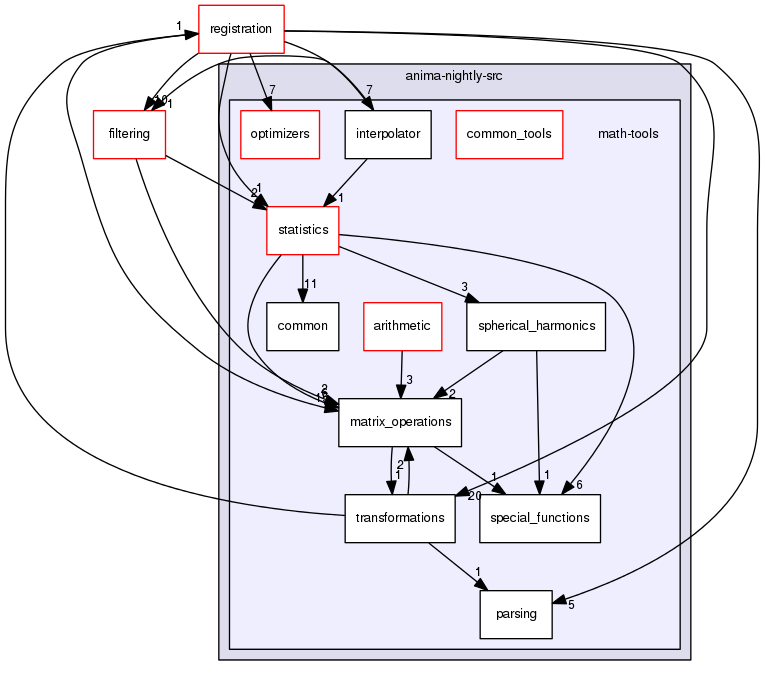 1
registration
anima-nightly-src
7
7
10
1
filtering
optimizers
interpolator
common_tools
math-tools
1
2
1
statistics
3
11
common
arithmetic
spherical_harmonics
3
2
2
matrix_operations
2
1
1
1
6
20
transformations
special_functions
1
5
parsing